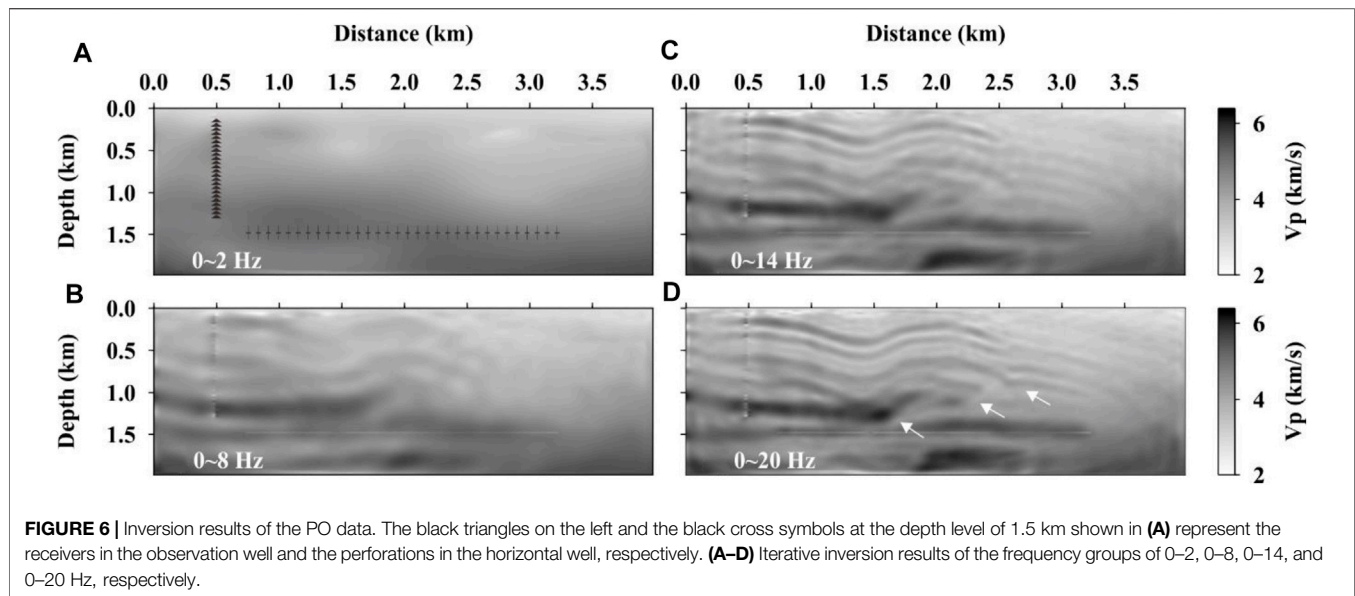 Distance (km)
A
0.0 0.5 1.0 1.5 2.0 2.5 3.0 3.5
0.0
0.5
1.0
1.5
Depth (km)
0~2 Hz
Distance (km)
C
0.0 0.5 1.0 1.5 2.0 2.5 3.0 3.5
0~14 Hz
6
4
2
Vp (km/s)
B
0.0
0.5
1.0
1.5
Depth (km)
0~8 Hz
D
0~20 Hz
6
4
2
Vp (km/s)
FIGURE 6 | Inversion results of the PO data. The black triangles on the left and the black cross symbols at the depth level of 1.5 km shown in (A) represent the
receivers in the observation well and the perforations in the horizontal well, respectively. (A–D) Iterative inversion results of the frequency groups of 0–2, 0–8, 0–14, and
0–20 Hz, respectively.